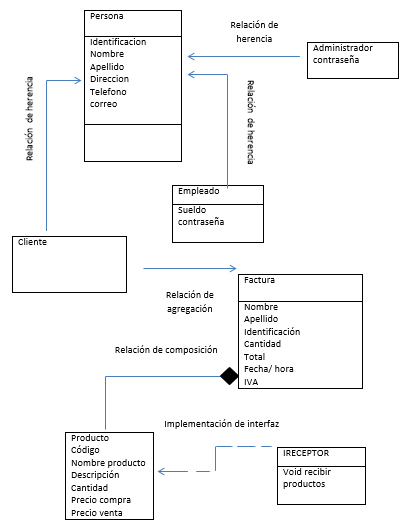 Persona
Identificacion
Nombre
Apellido
Direccion
Telefono
correo
Relación de
herencia
Administrador
contraseña
Relación de herencia
Relación de herencia
Empleado
Sueldo
contraseña
Cliente
Relación de
agregación
Factura
Nombre
Apellido
Identificación
Cantidad
Total
Fecha/ hora
IVA
Relación de composición
Implementación de interfaz
Producto
Código
Nombre producto
Descripción
Cantidad
Precio compra
Precio venta
IRECEPTOR
Void recibir
productos